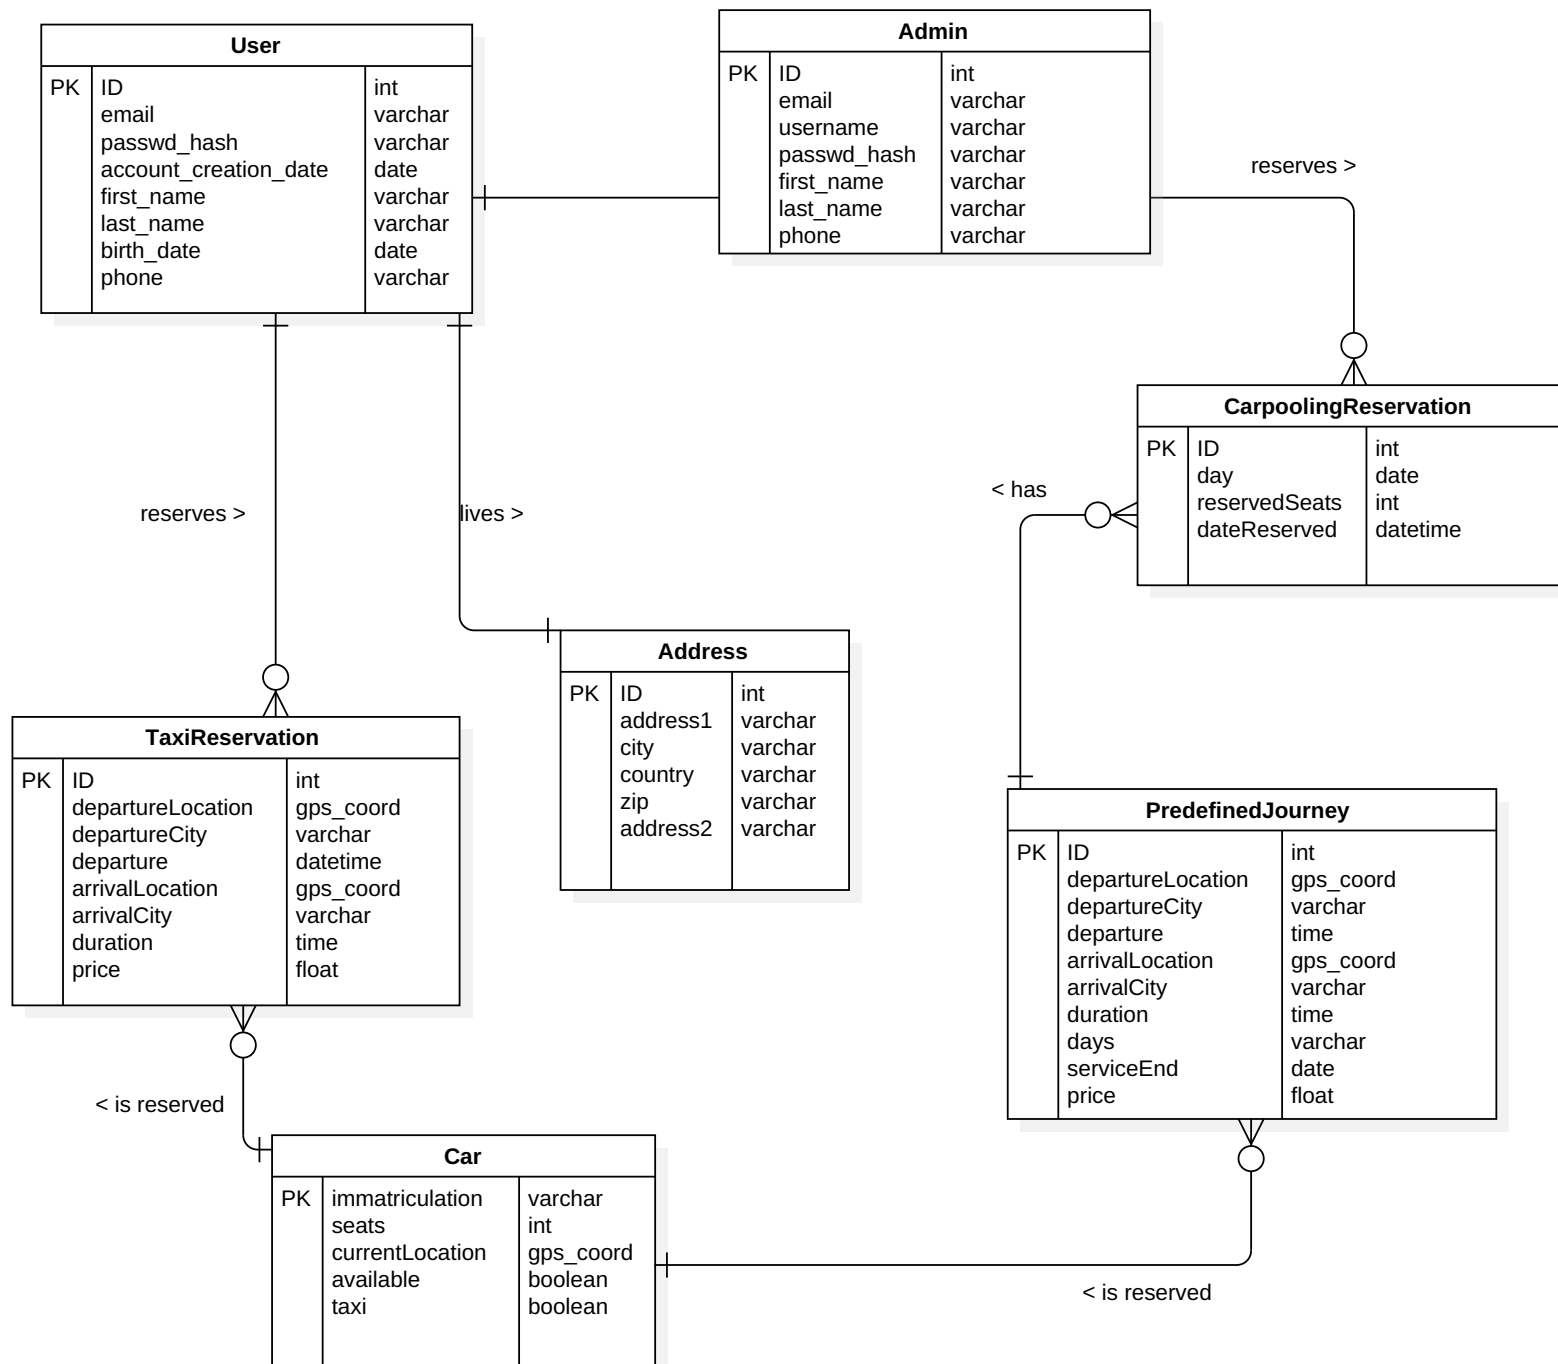 User
PK ID int
email varchar
passwd_hash varchar
account_creation_date date
first_name varchar
last_name varchar
birth_date date
phone varchar
Admin
PK ID int
email varchar
username varchar
passwd_hash varchar
first_name varchar
last_name varchar
phone varchar
reserves >
CarpoolingReservation
PK ID int
day date
reservedSeats int
dateReserved datetime
< has
reserves >
lives >
Address
PK ID int
address1 varchar
city varchar
country varchar
zip varchar
address2 varchar
TaxiReservation
PK ID int
departureLocation gps_coord
departureCity varchar
departure datetime
arrivalLocation gps_coord
arrivalCity varchar
duration time
price float
PredefinedJourney
PK ID int
departureLocation gps_coord
departureCity varchar
departure time
arrivalLocation gps_coord
arrivalCity varchar
duration time
days varchar
serviceEnd date
price float
< is reserved
Car
PK immatriculation varchar
seats int
currentLocation gps_coord
available boolean
taxi boolean
< is reserved